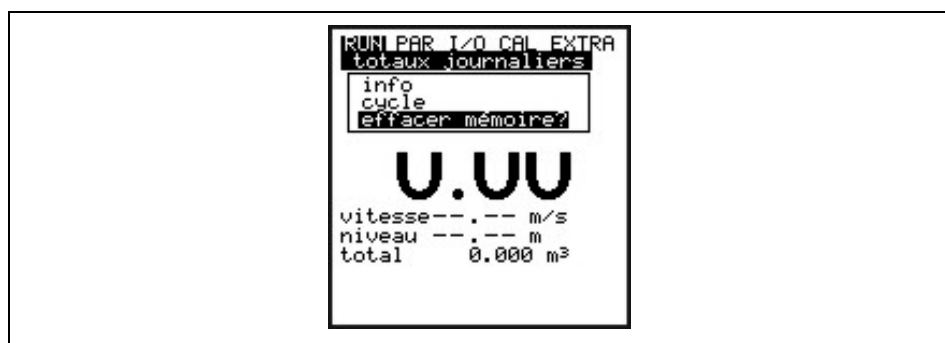 RUN PAR I/O CAL EXTRA
totaux journaliers
info
cycle
effacer mémoire?
0.00
vitesse--.-- m/s
niveau --.-- m
total 0.000 m³